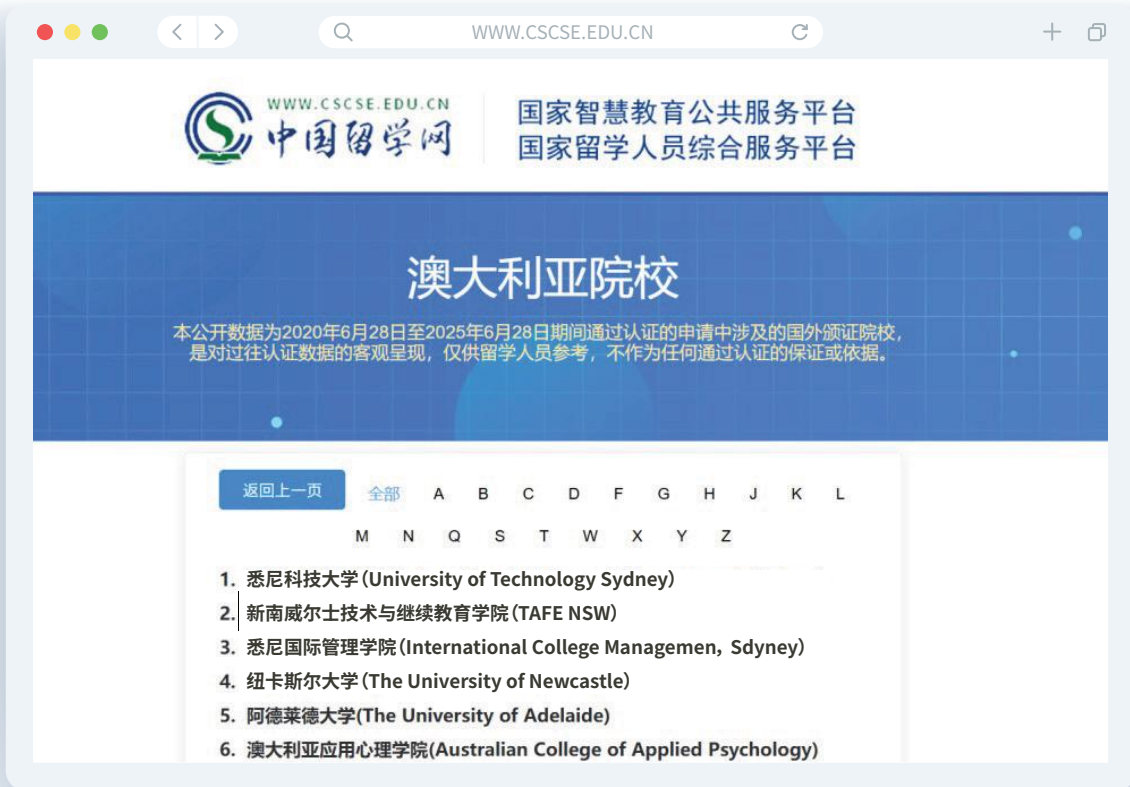 WWW.CSCSE.EDU.CN
WWW.CSCSE.EDU.CN
中国留学网
国家智慧教育公共服务平台
国家留学人员综合服务平台
澳大利亚院校
本公开数据为2020年6月28日至2025年6月28日期间通过认证的申请中涉及的国外颁证院校，
是对过往认证数据的客观呈现，仅供留学人员参考，不作为任何通过认证的保证或依据。
返回上一页 全部 A B C D F G H J K L
M N Q S T W X Y Z
1. 悉尼科技大学（University of Technology Sydney）
2. 新南威尔士技术与继续教育学院（TAFE NSW）
3. 悉尼国际管理学院（International College Managemen，Sdyney）
4. 纽卡斯尔大学（The University of Newcastle）
5. 阿德莱德大学(The University of Adelaide)
6. 澳大利亚应用心理学院(Australian College of Applied Psychology)